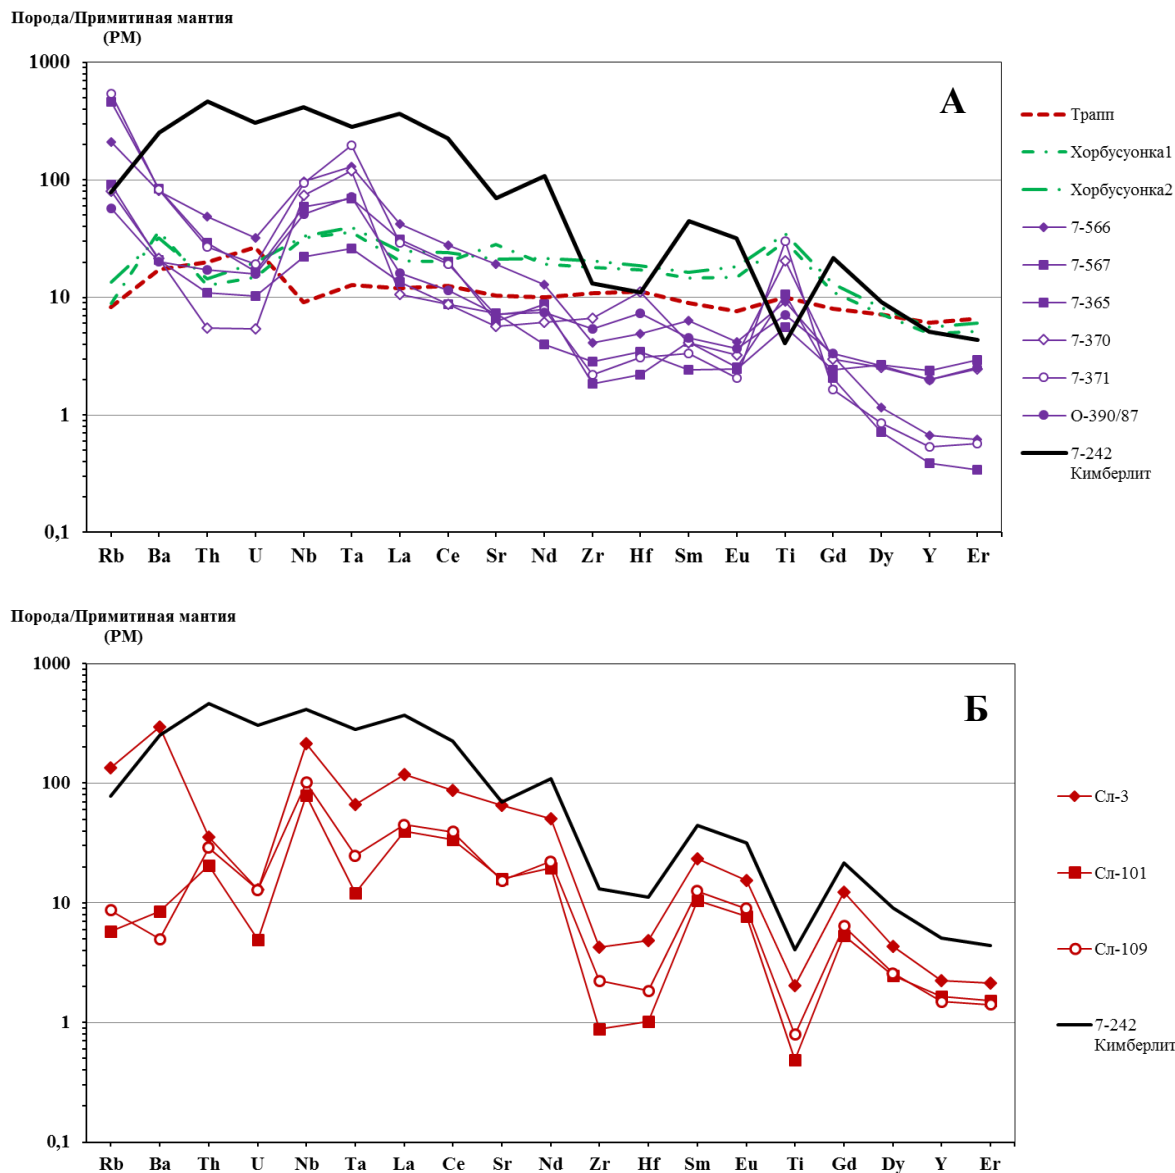 Порода/Примитиная мантия
(PM)
1000
100
10
1
0,1
А
Rb Ba Th U Nb Ta La Ce Sr Nd Zr Hf Sm Eu Ti Gd Dy Y Er
Трапп
Хорбусуонка1
Хорбусуонка2
7-566
7-567
7-365
7-370
7-371
О-390/87
7-242
Кимберлит
Порода/Примитиная мантия
(PM)
1000
100
10
1
0,1
Б
Rb Ba Th U Nb Ta La Ce Sr Nd Zr Hf Sm Eu Ti Gd Dy Y Er
Сл-3
Сл-101
Сл-109
7-242
Кимберлит